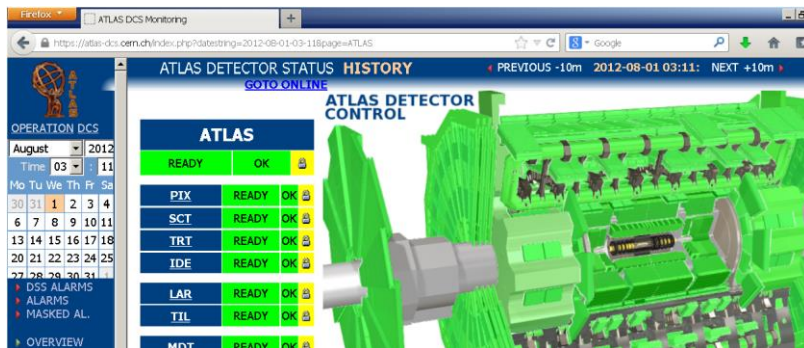 Firefox
ATLAS DCS Monitoring
+
https://atlas-dcs.cern.ch/index.php?datestring=2012-08-01-03-11&page=ATLAS
Google
ATLAS DETECTOR STATUS HISTORY
PREVIOUS -10m 2012-08-01 03:11: NEXT +10m
GOTO ONLINE
ATLAS
OPERATION DCS
August 2012
Time 03 : 11
Mo Tu We Th Fr Sa
30 31 1 2 3 4
6 7 8 9 10 11
13 14 15 16 17 18
20 21 22 23 24 25
27 28 29 30 31 1
DSS ALARMS
ALARMS
MASKED AL.
OVERVIEW
ATLAS
READY OK
PIX READY OK
SCT READY OK
TRT READY OK
IDE READY OK
LAR READY OK
TIL READY OK
MDT READY OK
ATLAS DETECTOR
CONTROL